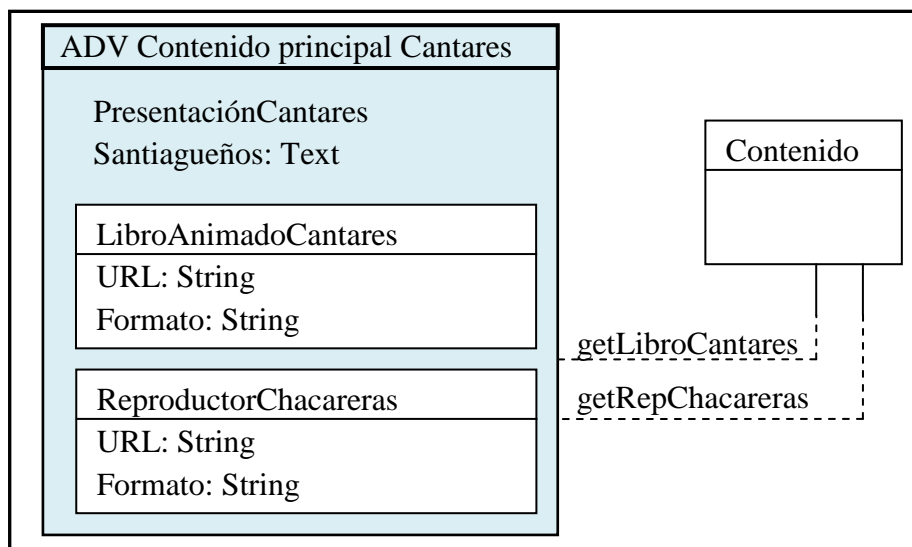 ADV Contenido principal Cantares
PresentaciónCantares
Santiagueños: Text
LibroAnimadoCantares
URL: String
Formato: String
ReproductorChacareras
URL: String
Formato: String
Contenido
getLibroCantares
getRepChacareras